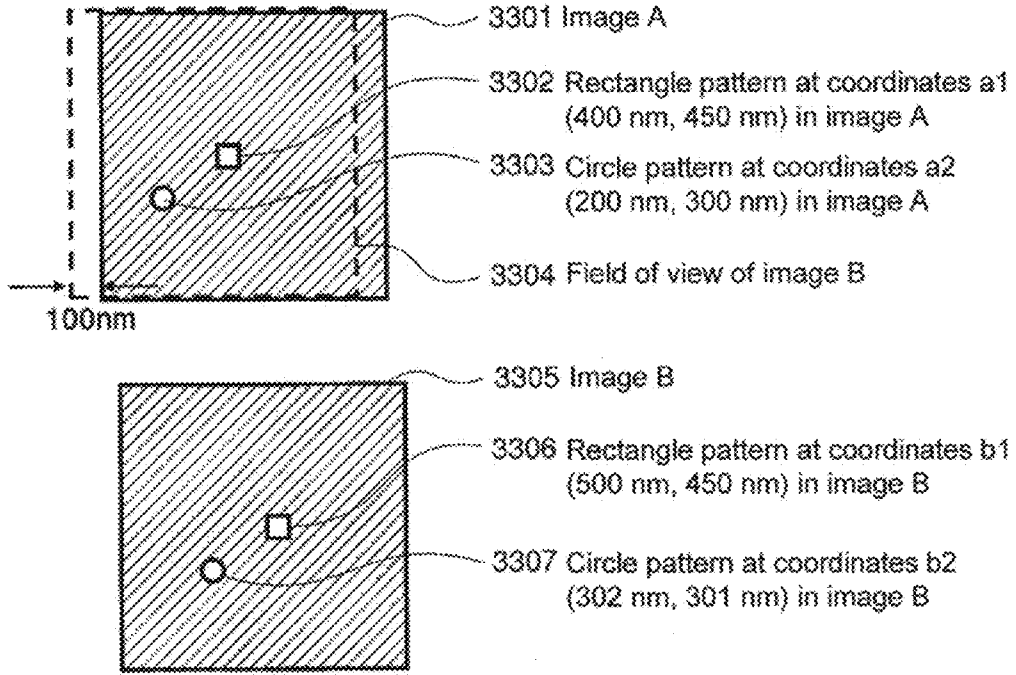 3301 Image A
3302 Rectangle pattern at coordinates a1
(400 nm, 450 nm) in image A
3303 Circle pattern at coordinates a2
(200 nm, 300 nm) in image A
3304 Field of view of image B
100nm
3305 Image B
3306 Rectangle pattern at coordinates b1
(500 nm, 450 nm) in image B
3307 Circle pattern at coordinates b2
(302 nm, 301 nm) in image B